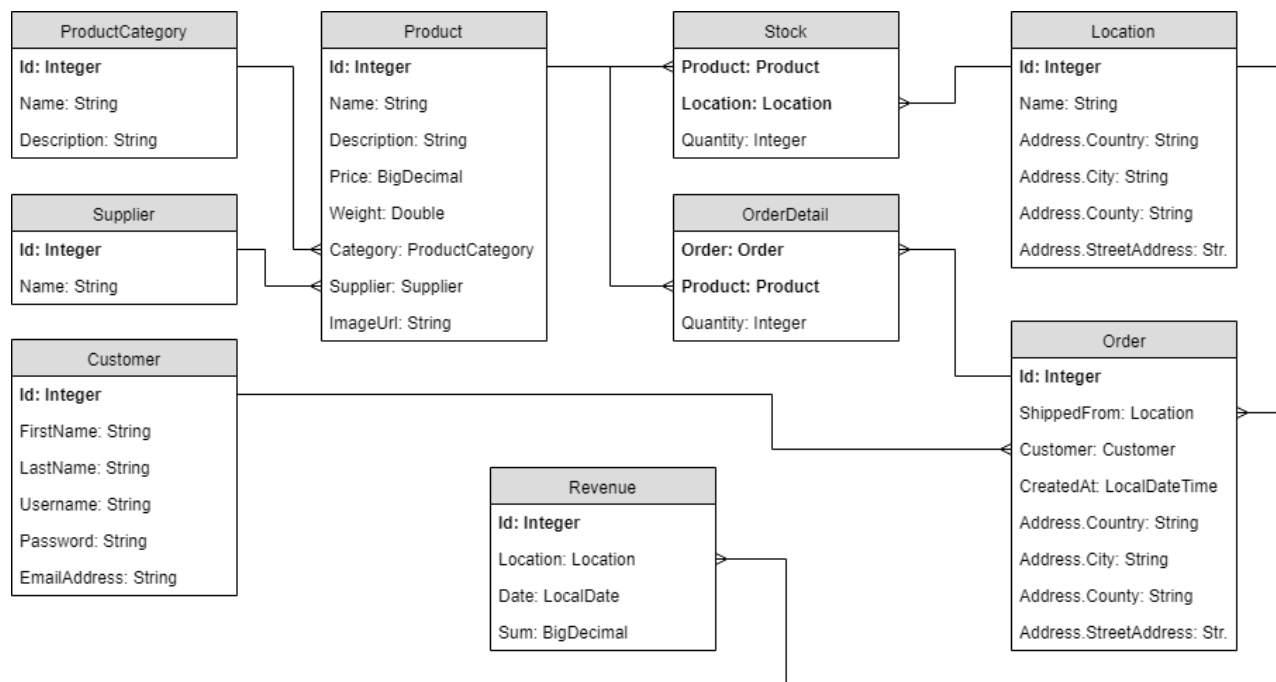 ProductCategory
Id: Integer
Name: String
Description: String
Product
Id: Integer
Name: String
Description: String
Price: BigDecimal
Weight: Double
Category: ProductCategory
Supplier: Supplier
ImageUrl: String
Stock
Product: Product
Location: Location
Quantity: Integer
Location
Id: Integer
Name: String
Address.Country: String
Address.City: String
Address.County: String
Address.StreetAddress: Str.
Supplier
Id: Integer
Name: String
OrderDetail
Order: Order
Product: Product
Quantity: Integer
Customer
Id: Integer
FirstName: String
LastName: String
Username: String
Password: String
EmailAddress: String
Order
Id: Integer
ShippedFrom: Location
Customer: Customer
CreatedAt: LocalDateTime
Address.Country: String
Address.City: String
Address.County: String
Address.StreetAddress: Str.
Revenue
Id: Integer
Location: Location
Date: LocalDate
Sum: BigDecimal